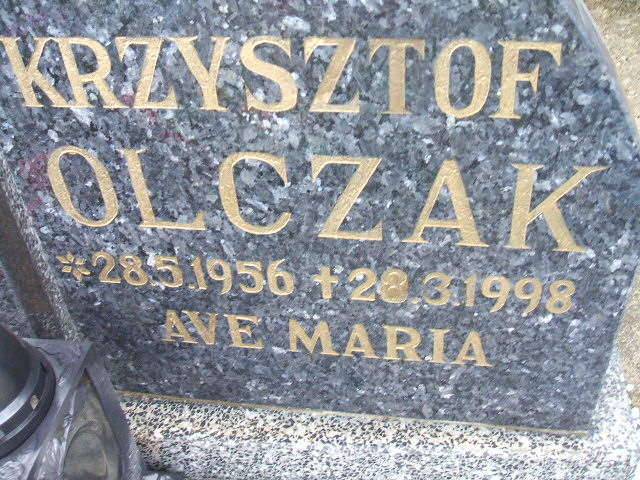 KRZYSZTOF
OLCZAK
* 28.5.1956 + 28.3.1998
AVE MARIA